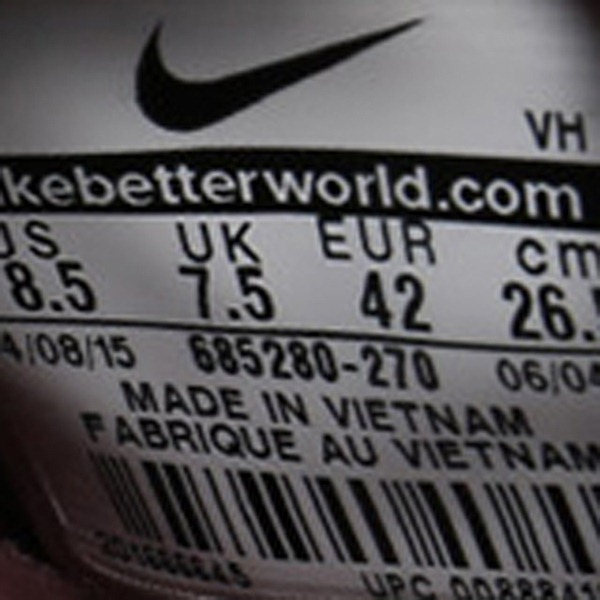 VH
kebetterworld.com
US UK EUR cm
8.5 7.5 42 26.5
4/08/15 685280-270 06/04
MADE IN VIETNAM
FABRIQUE AU VIETNAM
UPC